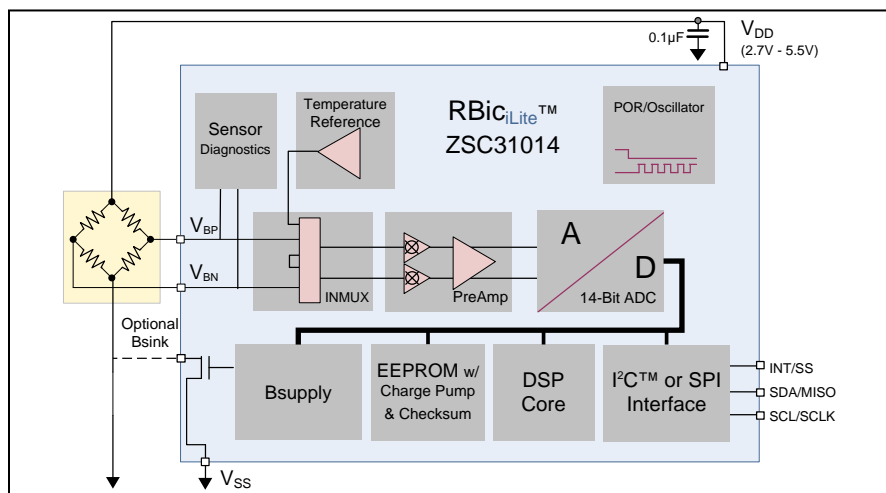 0.1µF
VDD
(2.7V - 5.5V)
Temperature
Reference
Sensor
Diagnostics
RBiciLite™
ZSC31014
POR/Oscillator
VBP
VBN
INMUX
PreAmp
A
D
14-Bit ADC
Optional
Bsink
Bsupply
EEPROM w/
Charge Pump
& Checksum
DSP
Core
I²C™ or SPI
Interface
INT/SS
SDA/MISO
SCL/SCLK
VSS